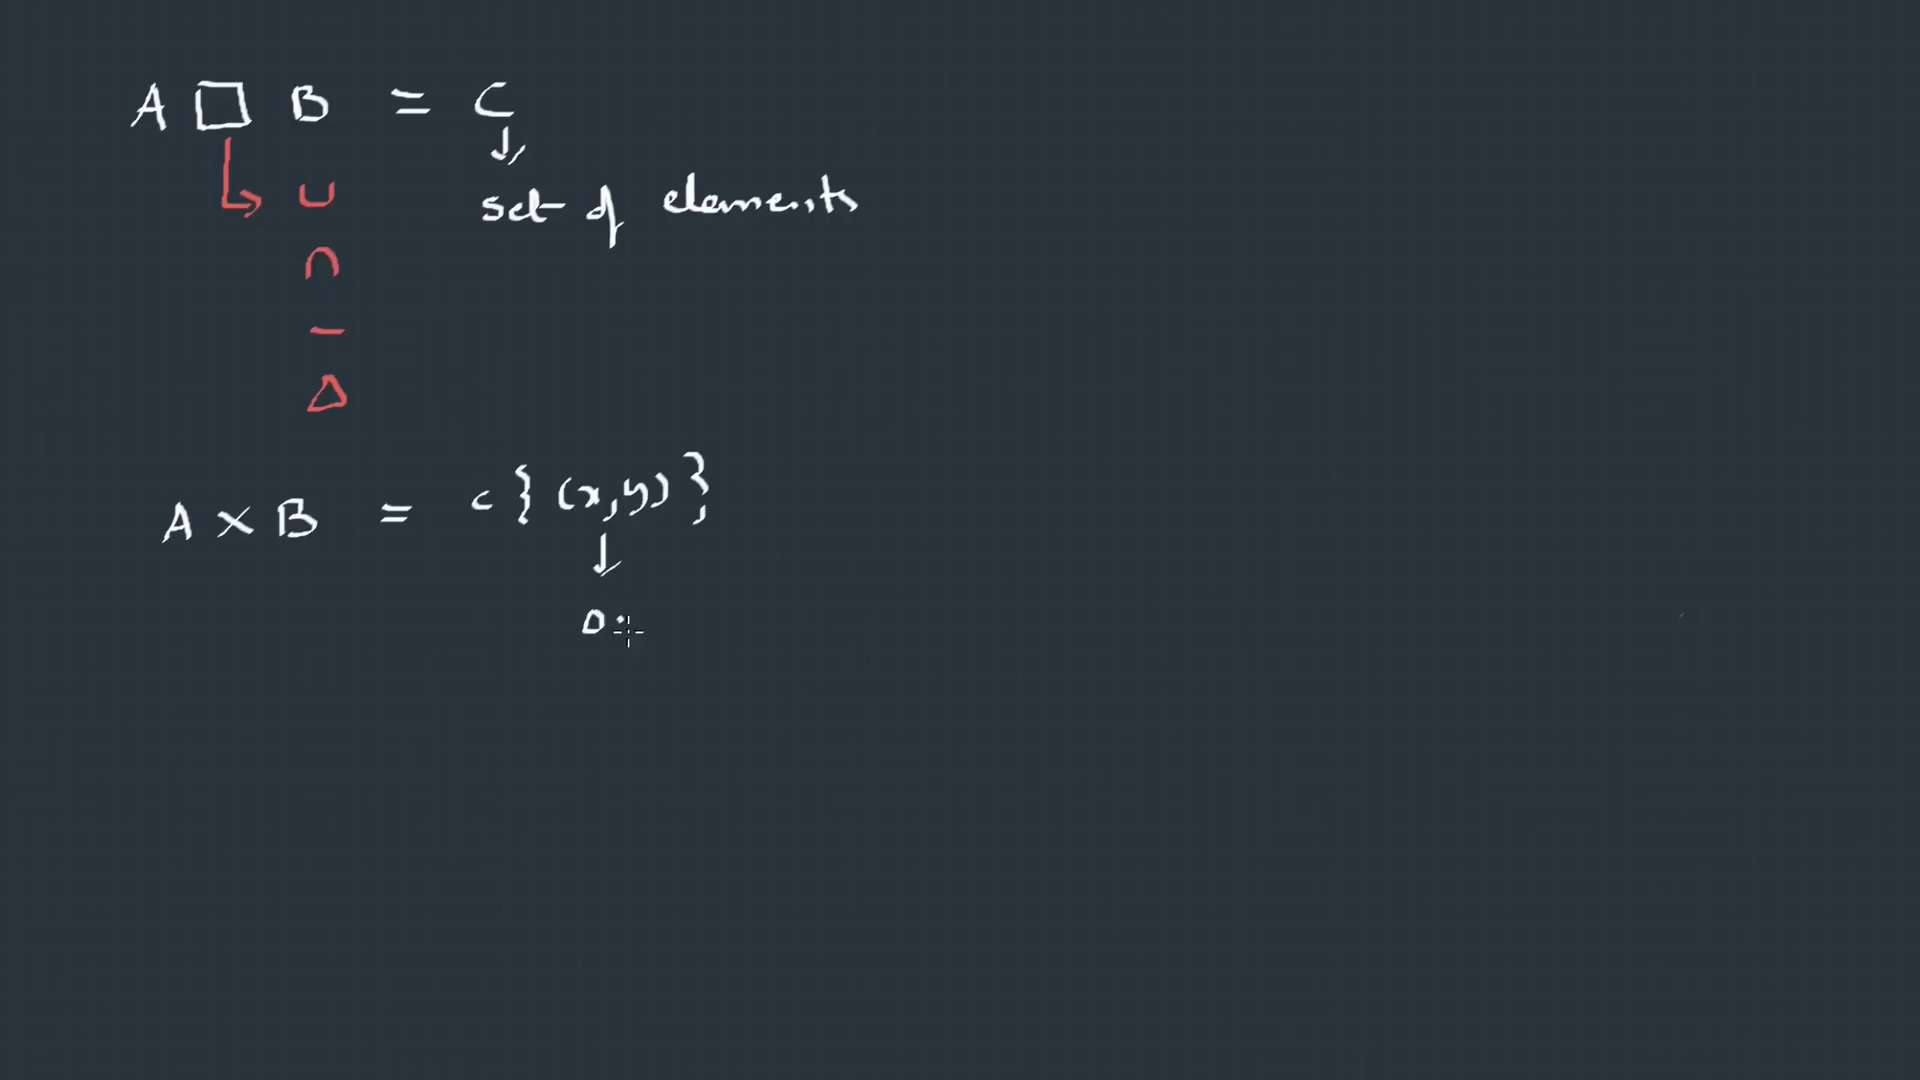 A □ B = C
↓
↳ ∪ set of elements
∩
−
Δ
A × B = c { (x,y) }
↓
o